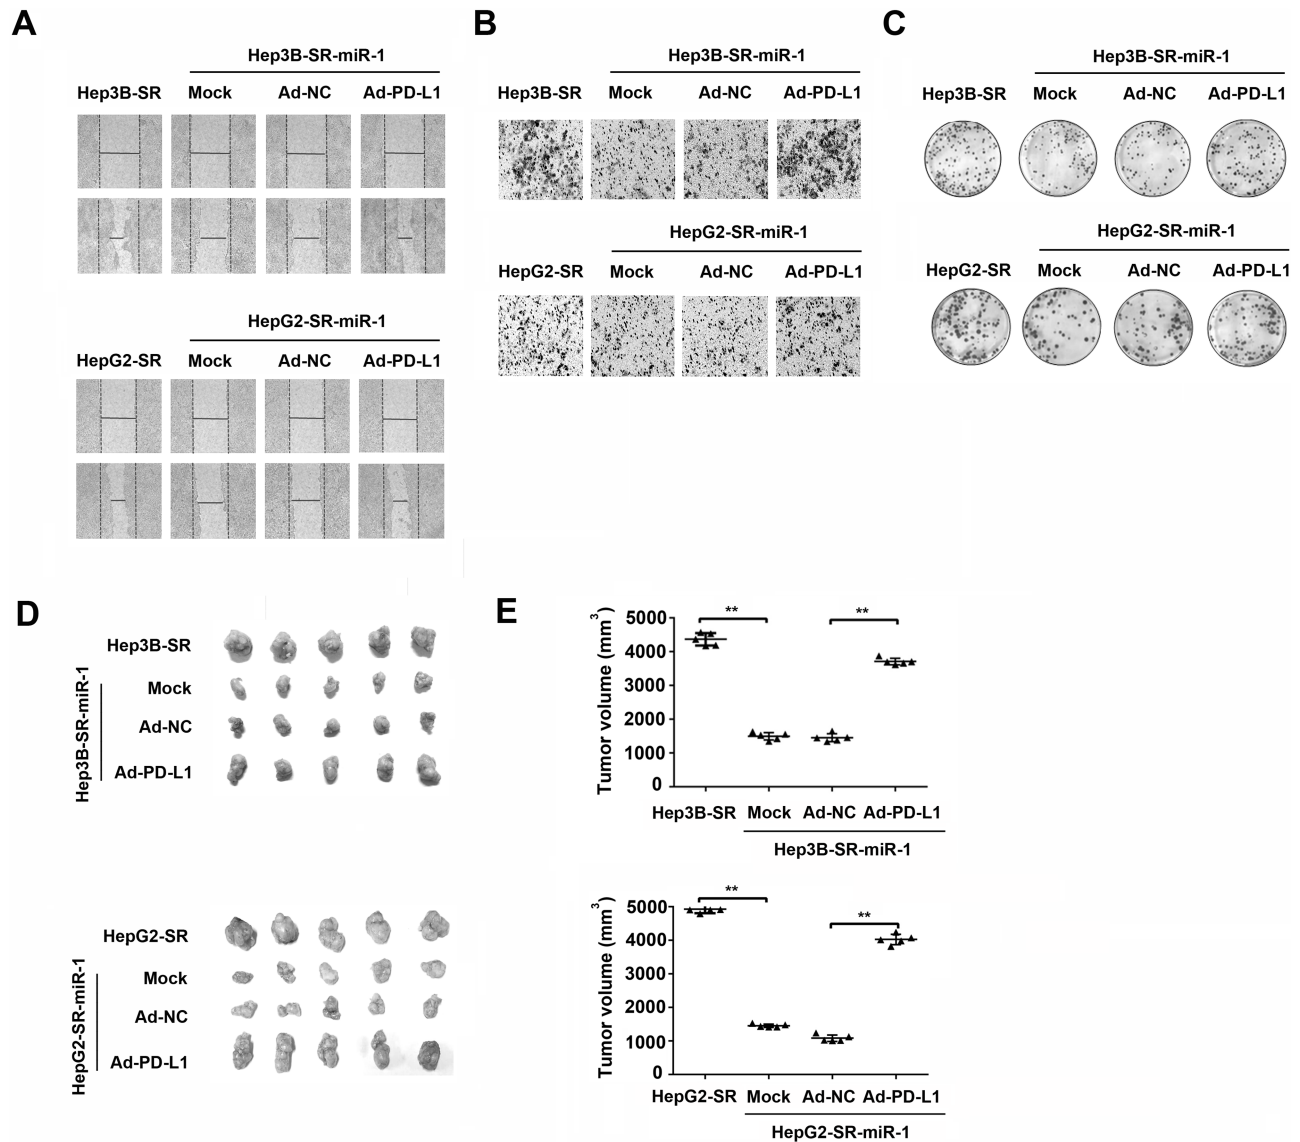 A
Hep3B-SR-miR-1
Hep3B-SR Mock Ad-NC Ad-PD-L1
HepG2-SR-miR-1
HepG2-SR Mock Ad-NC Ad-PD-L1
B
Hep3B-SR-miR-1
Hep3B-SR Mock Ad-NC Ad-PD-L1
HepG2-SR-miR-1
HepG2-SR Mock Ad-NC Ad-PD-L1
C
Hep3B-SR-miR-1
Hep3B-SR Mock Ad-NC Ad-PD-L1
HepG2-SR-miR-1
HepG2-SR Mock Ad-NC Ad-PD-L1
D
Hep3B-SR
Hep3B-SR-miR-1
Mock
Ad-NC
Ad-PD-L1
HepG2-SR
HepG2-SR-miR-1
Mock
Ad-NC
Ad-PD-L1
E
Tumor volume (mm³)
5000
4000
3000
2000
1000
0
** **
Hep3B-SR Mock Ad-NC Ad-PD-L1
Hep3B-SR-miR-1
Tumor volume (mm³)
5000
4000
3000
2000
1000
0
** **
HepG2-SR Mock Ad-NC Ad-PD-L1
HepG2-SR-miR-1